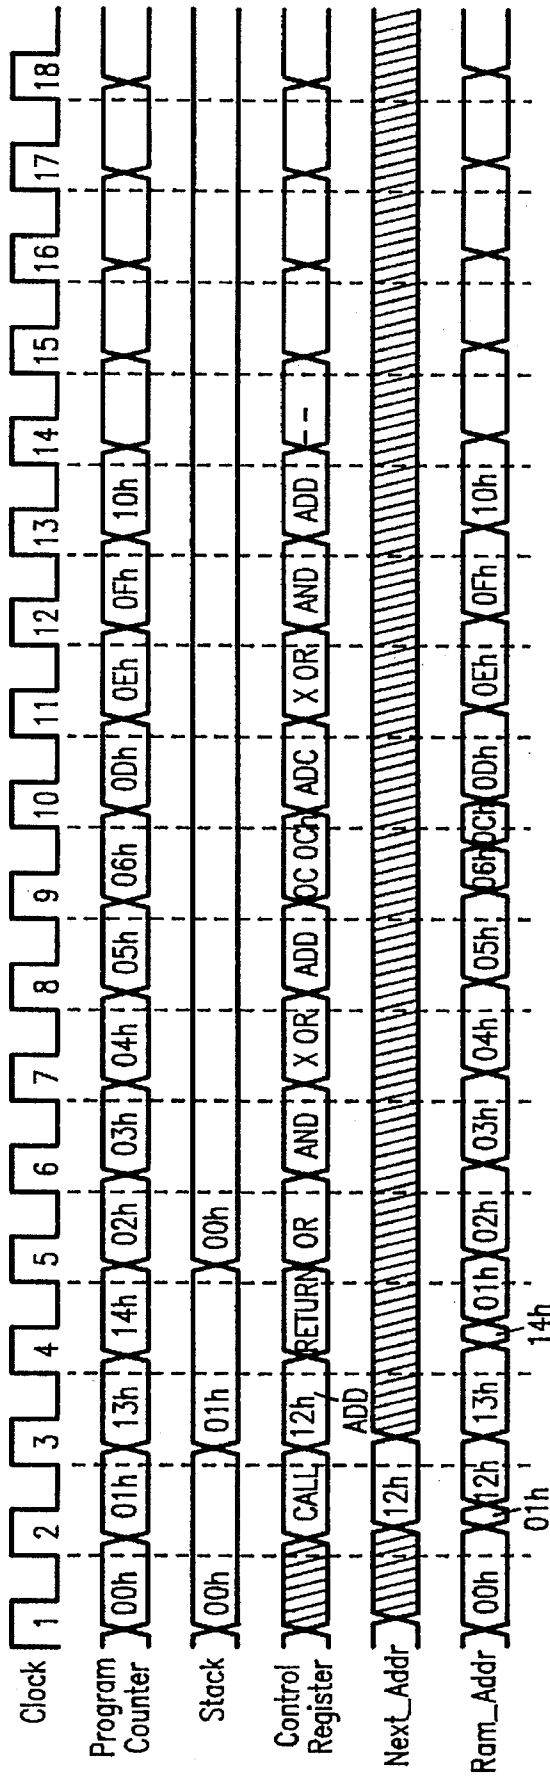 Clock 1 2 3 4 5 6 7 8 9 10 11 12 13 14 15 16 17 18
Program
Counter
00h 01h 13h 14h 02h 03h 04h 05h 06h 0Dh 0Eh 0Fh 10h
Stack 00h 01h 00h
Control
Register
CALL 12h RETURN OR AND X OR ADD OC 0Ch ADC X OR AND ADD --
ADD
Next_Addr 12h
Ram_Addr 00h 12h 13h 01h 02h 03h 04h 05h 06h 0Ch 0Dh 0Eh 0Fh 10h
01h 14h